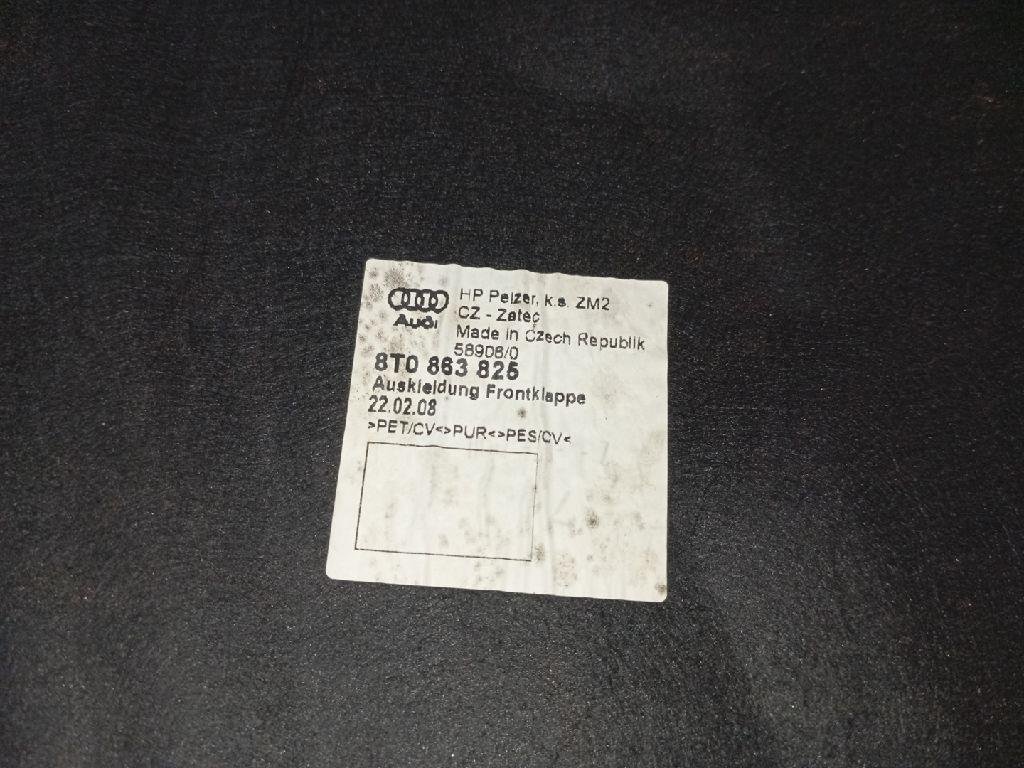 Audi
HP Pelzer, k.s. ZM2
CZ - Zatec
Made in Czech Republik
58908/0
8T0 863 825
Auskleidung Frontklappe
22.02.08
>PET/CV<>PUR<>PES/CV<